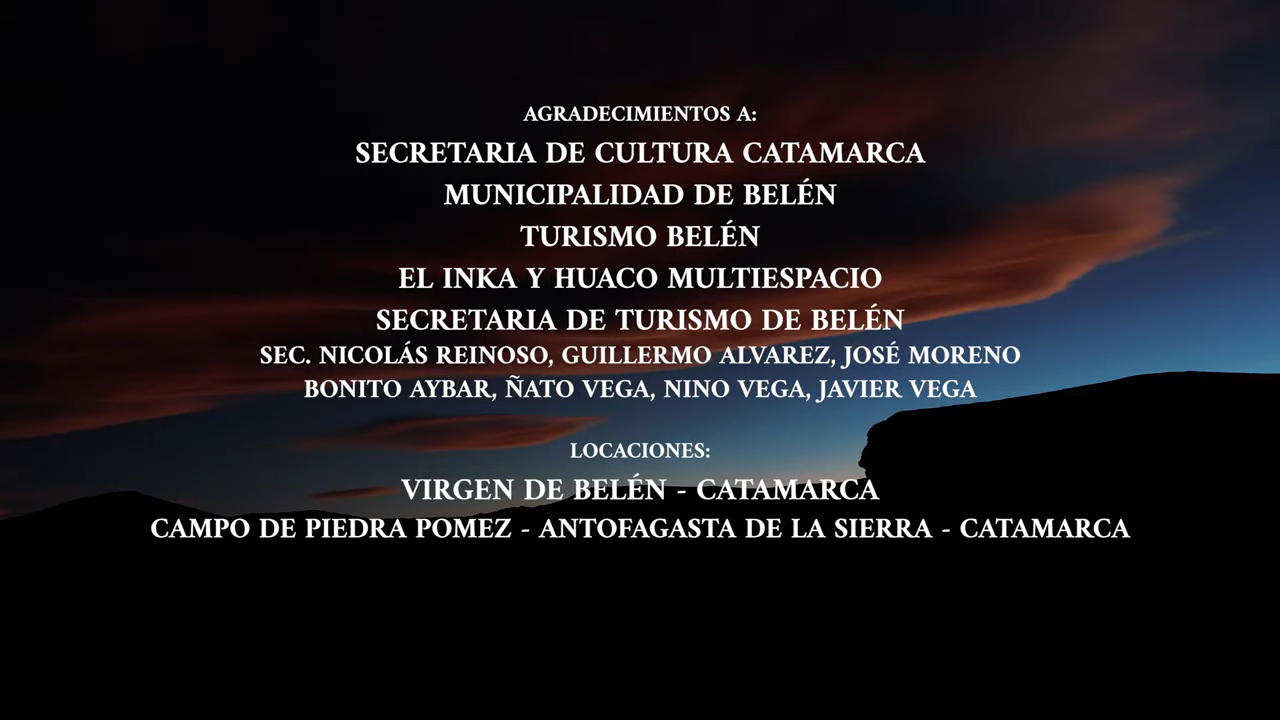 AGRADECIMIENTOS A:
SECRETARIA DE CULTURA CATAMARCA
MUNICIPALIDAD DE BELÉN
TURISMO BELÉN
EL INKA Y HUACO MULTIESPACIO
SECRETARIA DE TURISMO DE BELÉN
SEC. NICOLÁS REINOSO, GUILLERMO ALVAREZ, JOSÉ MORENO
BONITO AYBAR, ÑATO VEGA, NINO VEGA, JAVIER VEGA
LOCACIONES:
VIRGEN DE BELÉN - CATAMARCA
CAMPO DE PIEDRA POMEZ - ANTOFAGASTA DE LA SIERRA - CATAMARCA